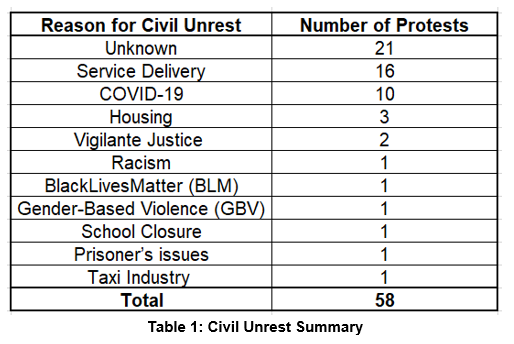 Reason for Civil Unrest Number of Protests
Unknown 21
Service Delivery 16
COVID-19 10
Housing 3
Vigilante Justice 2
Racism 1
BlackLivesMatter (BLM) 1
Gender-Based Violence (GBV) 1
School Closure 1
Prisoner's issues 1
Taxi Industry 1
Total 58
Table 1: Civil Unrest Summary